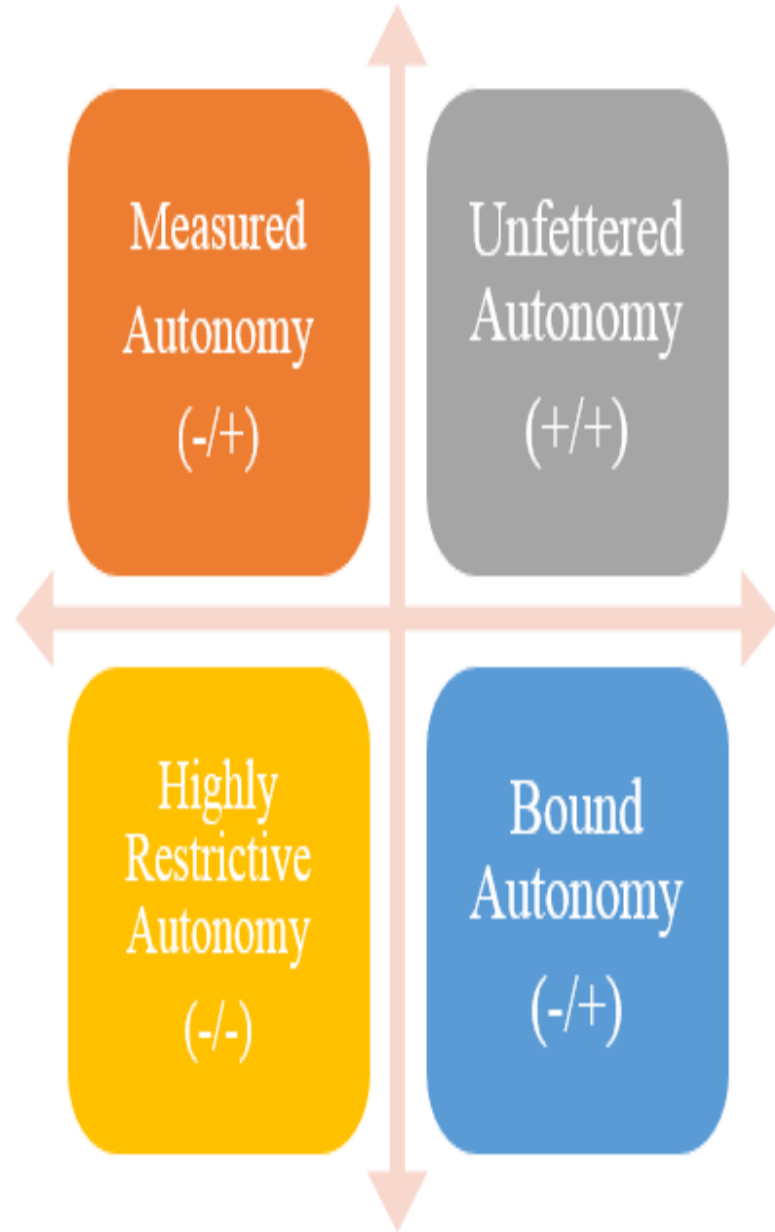 Measured
Autonomy
(-/+)
Unfettered
Autonomy
(+/+)
Highly
Restrictive
Autonomy
(-/-)
Bound
Autonomy
(-/+)